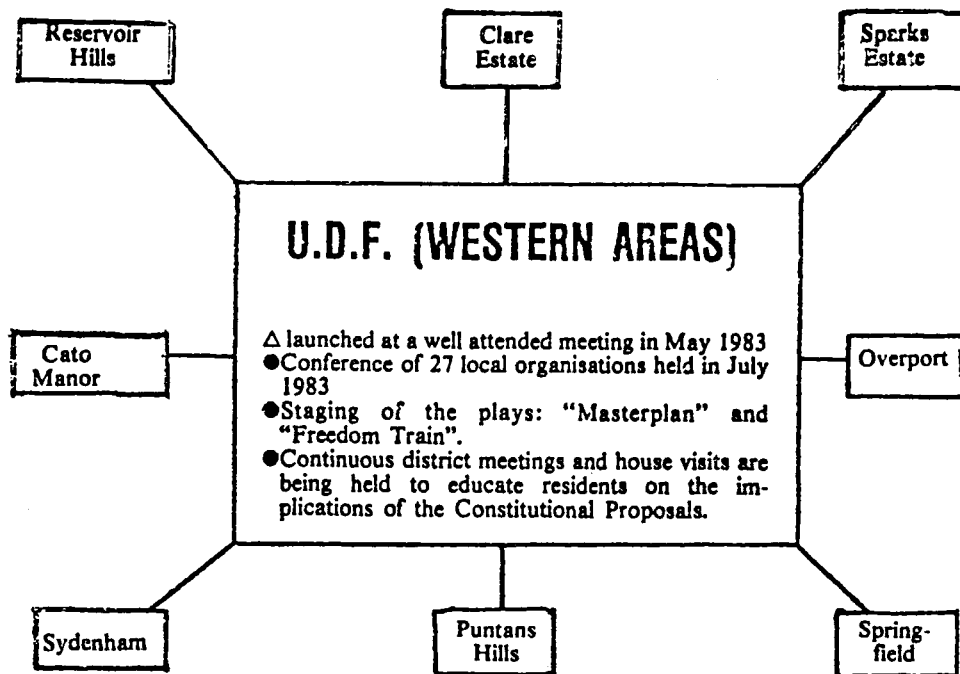 Reservoir
Hills
Clare
Estate
Sparks
Estate
U.D.F. (WESTERN AREAS)
Δ launched at a well attended meeting in May 1983
●Conference of 27 local organisations held in July
1983
●Staging of the plays: “Masterplan” and
“Freedom Train”.
●Continuous district meetings and house visits are
being held to educate residents on the im-
plications of the Constitutional Proposals.
Cato
Manor
Overport
Sydenham
Puntans
Hills
Spring-
field